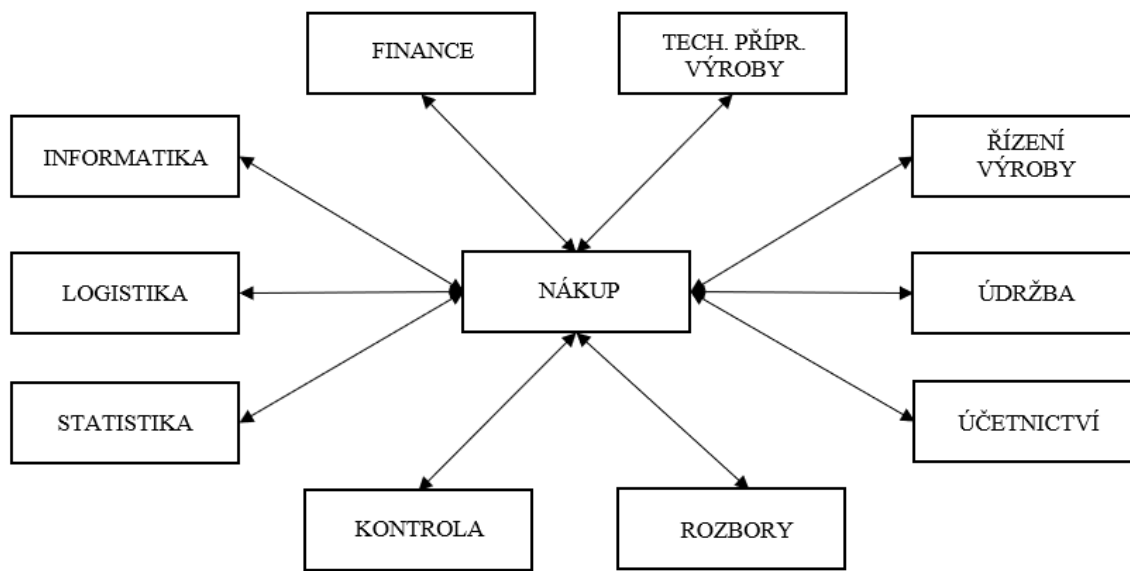 FINANCE
TECH. PŘÍPR.
VÝROBY
INFORMATIKA
ŘÍZENÍ
VÝROBY
LOGISTIKA
NÁKUP
ÚDRŽBA
STATISTIKA
ÚČETNICTVÍ
KONTROLA
ROZBORY